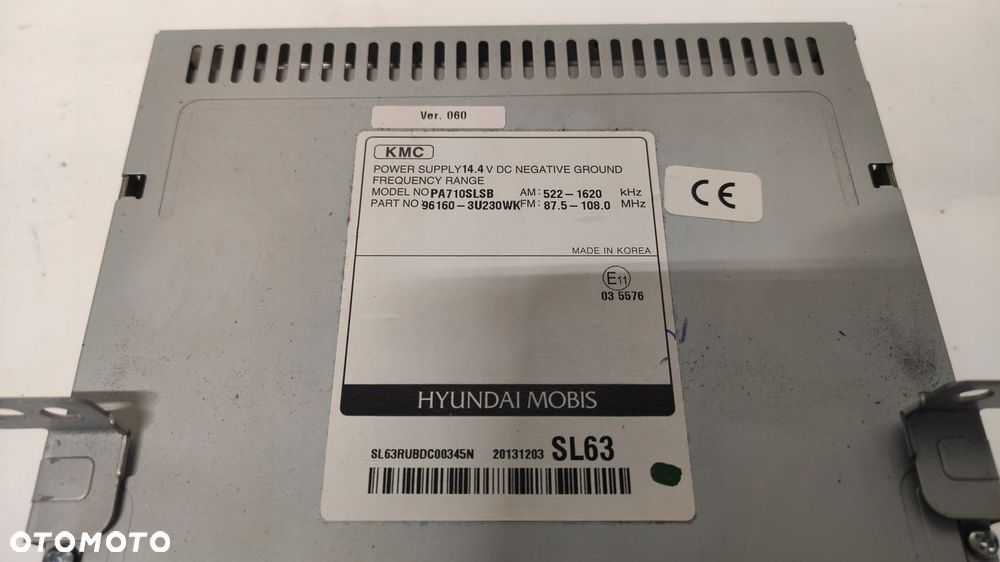 Ver. 060
KMC
POWER SUPPLY 14.4 V DC NEGATIVE GROUND
FREQUENCY RANGE
MODEL NO PA710SLSB AM: 522-1620 kHz
PART NO 96160-3U230WK FM: 87.5-108.0 MHz
CE
MADE IN KOREA
E11
03 5576
HYUNDAI MOBIS
SL63RUBDC00345N 20131203 SL63
OTOMOTO